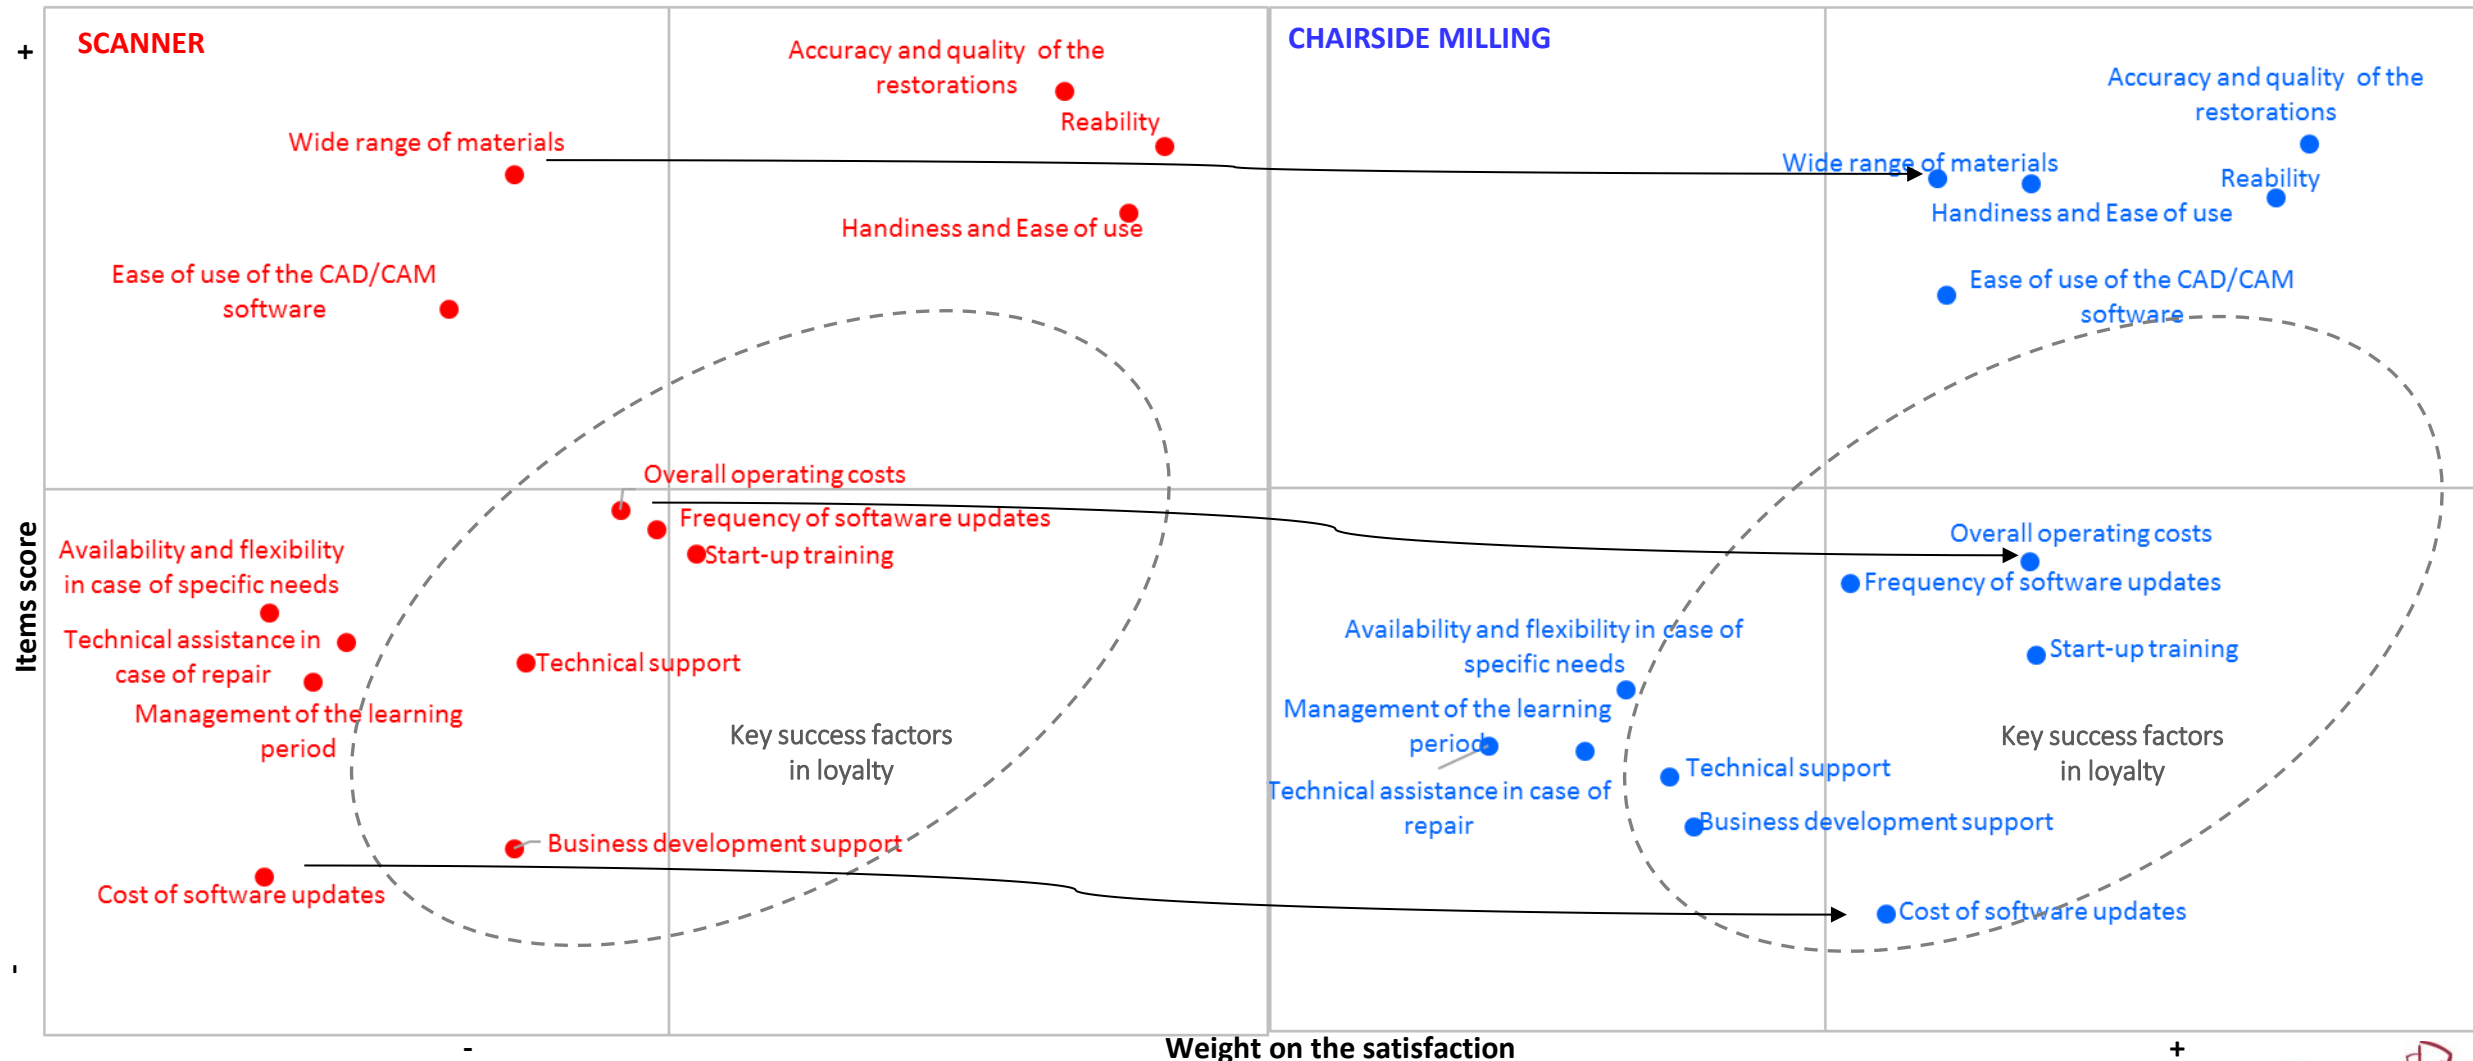 SCANNER
CHAIRSIDE MILLING
+
Accuracy and quality of the
restorations
Reability
Wide range of materials
Handiness and Ease of use
Ease of use of the CAD/CAM
software
Overall operating costs
Frequency of softaware updates
Start-up training
Availability and flexibility
in case of specific needs
Technical assistance in
case of repair
Technical support
Management of the learning
period
Key success factors
in loyalty
Business development support
Cost of software updates
Accuracy and quality of the
restorations
Wide range of materials
Reability
Handiness and Ease of use
Ease of use of the CAD/CAM
software
Overall operating costs
Frequency of software updates
Availability and flexibility in case of
specific needs
Start-up training
Management of the learning
period
Key success factors
in loyalty
Technical support
Technical assistance in case of
repair
Business development support
Cost of software updates
Items score
-
-
Weight on the satisfaction
+